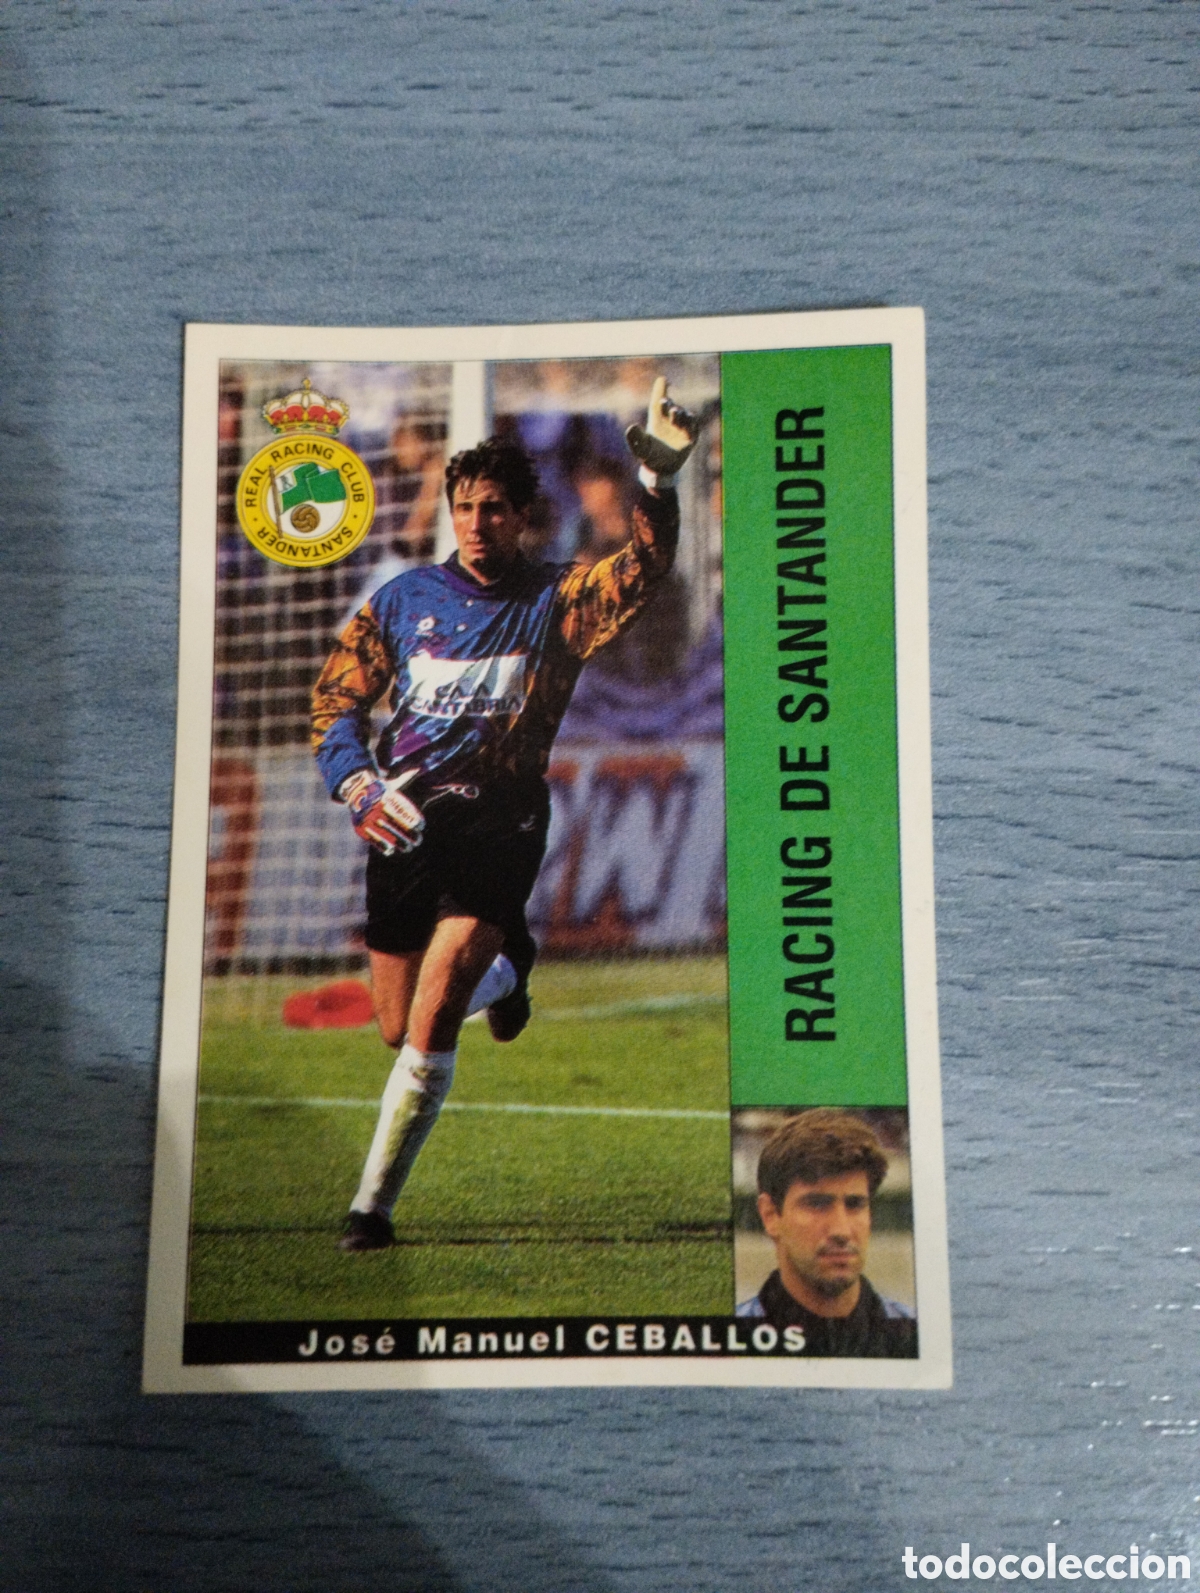 REAL RACING CLUB
SANTANDER
R
CAJA
CANTABRIA
RACING DE SANTANDER
José Manuel CEBALLOS
todocoleccion